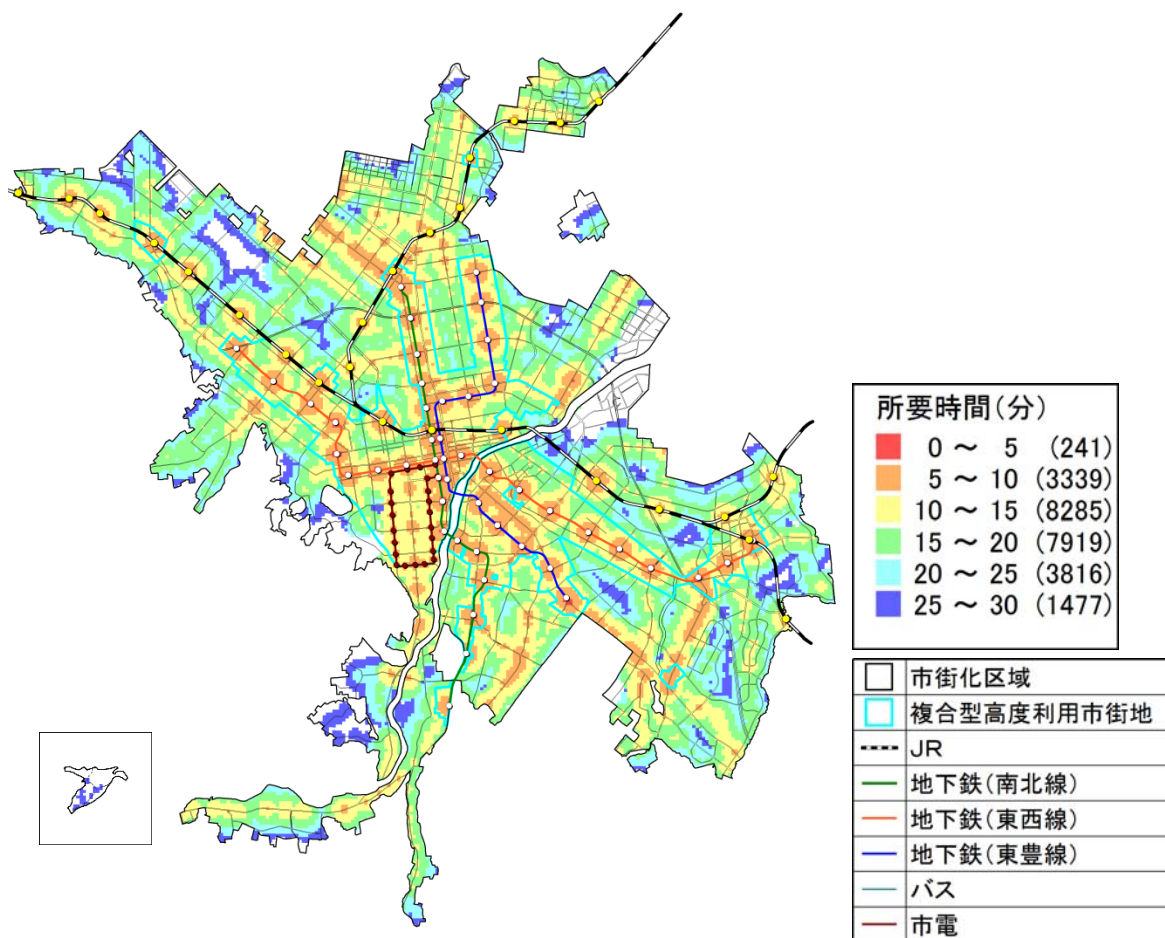 所要時間(分)
0 ～ 5 (241)
5 ～ 10 (3339)
10 ～ 15 (8285)
15 ～ 20 (7919)
20 ～ 25 (3816)
25 ～ 30 (1477)
市街化区域
複合型高度利用市街地
JR
地下鉄(南北線)
地下鉄(東西線)
地下鉄(東豊線)
バス
市電